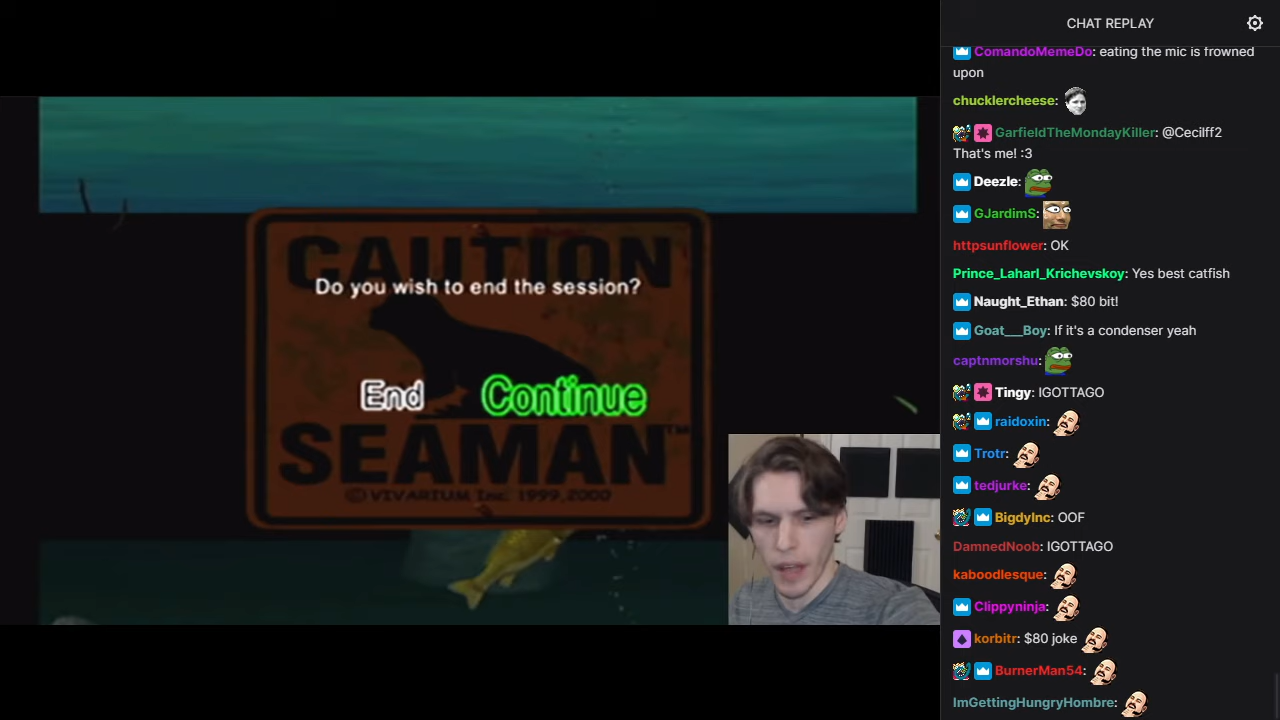 CHAT REPLAY
ComandoMemeDo: eating the mic is frowned
upon
chucklercheese:
GarfieldTheMondayKiller: @Cecilff2
That's me! :3
Deezle:
GJardimS:
httpsunflower: OK
Prince_Laharl_Krichevskoy: Yes best catfish
Naught_Ethan: $80 bit!
Goat___Boy: If it's a condenser yeah
captnmorshu:
Tingy: IGOTTAGO
raidoxin:
Trotr:
tedjurke:
BigdyInc: OOF
DamnedNoob: IGOTTAGO
kaboodlesque:
Clippyninja:
korbitr: $80 joke
BurnerMan54:
ImGettingHungryHombre:
CAUTION
Do you wish to end the session?
End Continue
SEAMAN™
© VIVARIUM Inc. 1999,2000